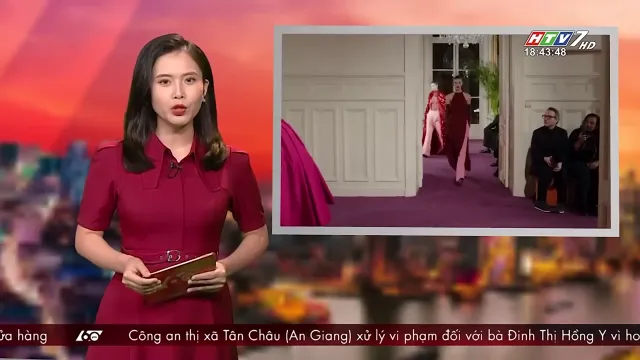 HTV7 HD
18:43:48
ửa hàng 60 Công an thị xã Tân Châu (An Giang) xử lý vi phạm đối với bà Đinh Thị Hồng Y vì h